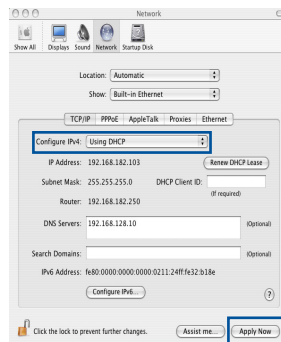 Network
Show All Displays Sound Network Startup Disk
Location: Automatic
Show: Built-in Ethernet
TCP/IP PPPoE AppleTalk Proxies Ethernet
Configure IPv4: Using DHCP
IP Address: 192.168.182.103 Renew DHCP Lease
Subnet Mask: 255.255.255.0 DHCP Client ID:
(If required)
Router: 192.168.182.250
DNS Servers: 192.168.128.10 (Optional)
Search Domains: (Optional)
IPv6 Address: fe80:0000:0000:0000:0211:24ff:fe32:b18e
Configure IPv6... ?
Click the lock to prevent further changes. Assist me... Apply Now